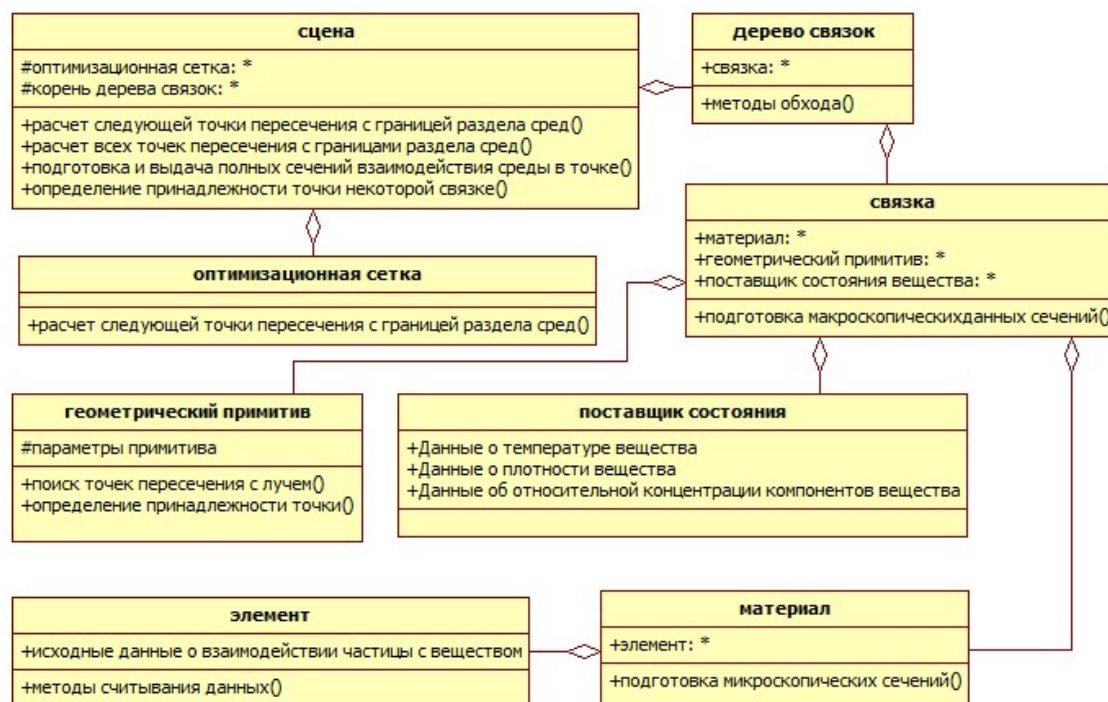 сцена
#оптимизационная сетка: *
#корень дерева связок: *
+расчет следующей точки пересечения с границей раздела сред()
+расчет всех точек пересечения с границами раздела сред()
+подготовка и выдача полных сечений взаимодействия среды в точке()
+определение принадлежности точки некоторой связке()
дерево связок
+связка: *
+методы обхода()
связка
+материал: *
+геометрический примитив: *
+поставщик состояния вещества: *
+подготовка макроскопическихданных сечений()
оптимизационная сетка
+расчет следующей точки пересечения с границей раздела сред()
геометрический примитив
#параметры примитива
+поиск точек пересечения с лучем()
+определение принадлежности точки()
поставщик состояния
+Данные о температуре вещества
+Данные о плотности вещества
+Данные об относительной концентрации компонентов вещества
элемент
+исходные данные о взаимодействии частицы с веществом
+методы считывания данных()
материал
+элемент: *
+подготовка микроскопических сечений()